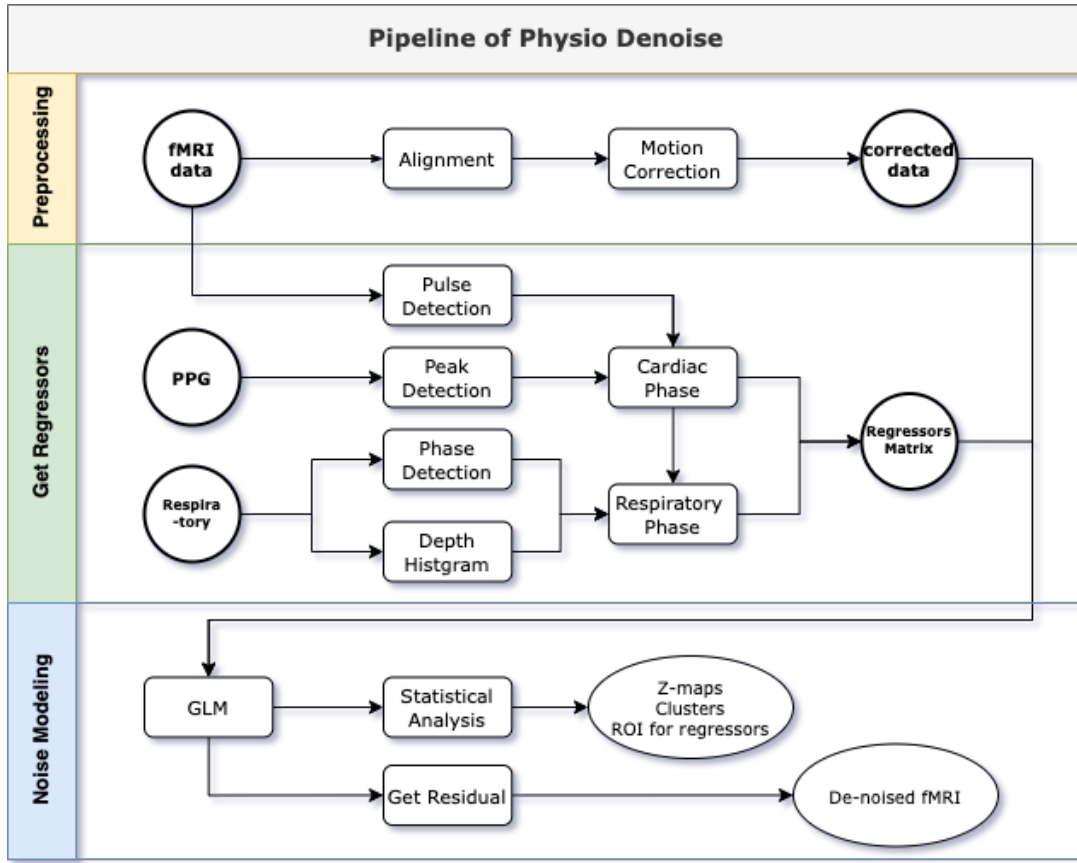 Pipeline of Physio Denoise
Preprocessing
fMRI
data
Alignment
Motion
Correction
corrected
data
Get Regressors
Pulse
Detection
PPG
Peak
Detection
Cardiac
Phase
Regressors
Matrix
Phase
Detection
Respira
-tory
Respiratory
Phase
Depth
Histgram
Noise Modeling
GLM
Statistical
Analysis
Z-maps
Clusters
ROI for regressors
Get Residual
De-noised fMRI